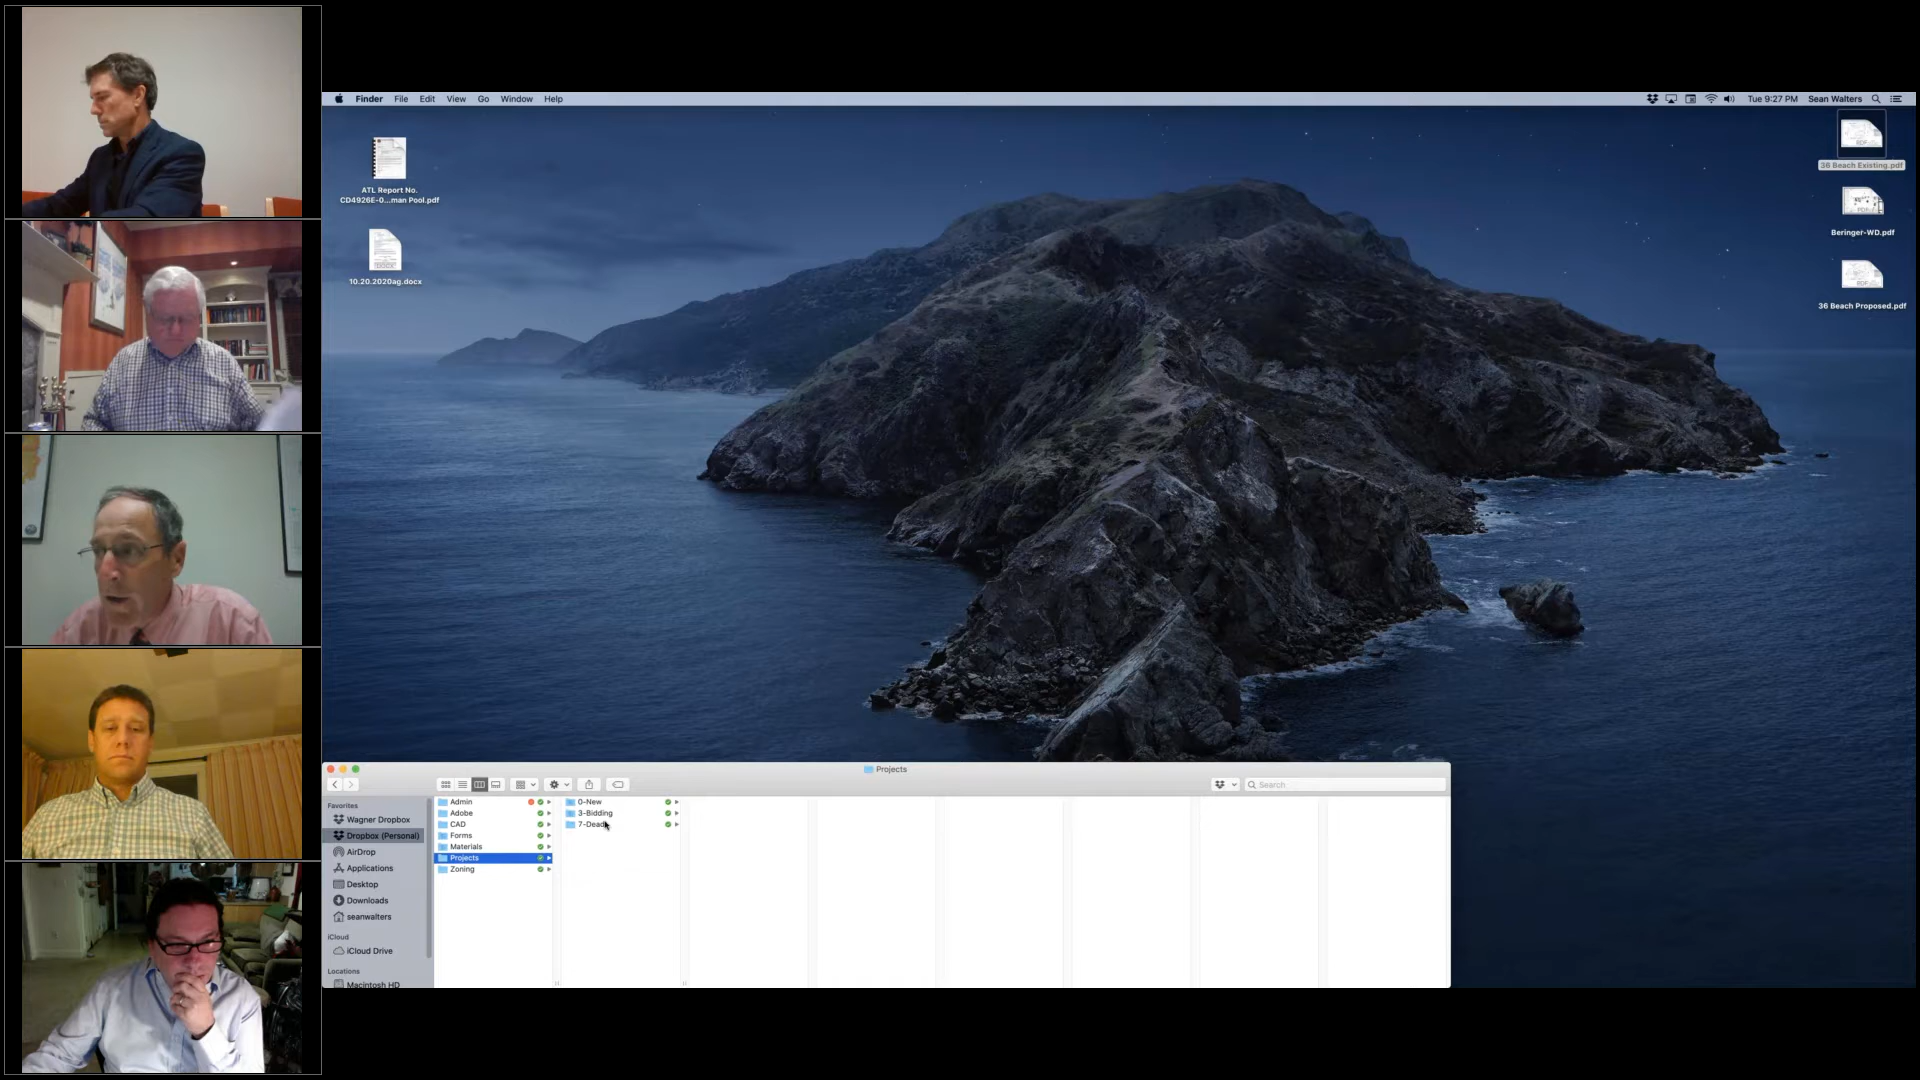 Finder File Edit View Go Window Help
Tue 9:27 PM Sean Walters
ATL Report No.
CD4926E-0...man Pool.pdf
10.20.2020ag.docx
36 Beach Existing.pdf
Beringer-WD.pdf
36 Beach Proposed.pdf
Projects
Search
Favorites
Wagner Dropbox
Dropbox (Personal)
AirDrop
Applications
Desktop
Downloads
seanwalters
iCloud
iCloud Drive
Locations
Macintosh HD
Admin
Adobe
CAD
Forms
Materials
Projects
Zoning
0-New
3-Bidding
7-Dead